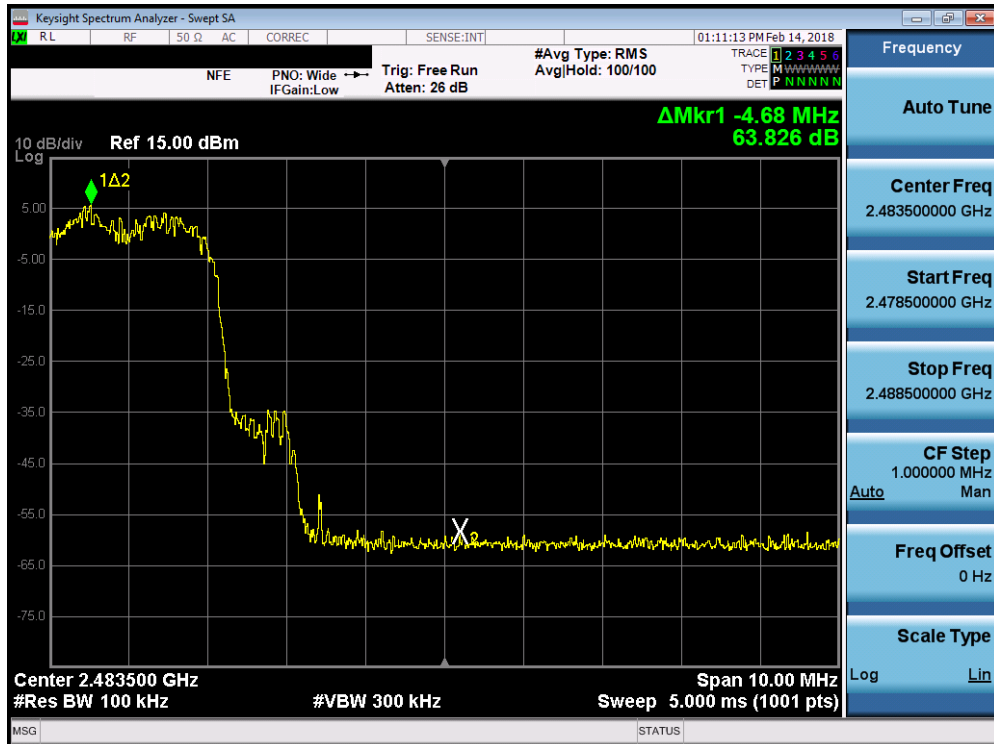 Keysight Spectrum Analyzer - Swept SA
LXI RL RF 50 Ω AC CORREC SENSE:INT 01:11:13 PM Feb 14, 2018
NFE PNO: Wide Trig: Free Run #Avg Type: RMS TRACE 1 2 3 4 5 6
IFGain:Low Atten: 26 dB Avg|Hold: 100/100 TYPE M WWWWW
DET P N N N N N
ΔMkr1 -4.68 MHz
63.826 dB
10 dB/div Ref 15.00 dBm
Log
1Δ2
5.00
-5.00
-15.0
-25.0
-35.0
-45.0
-55.0
X2
-65.0
-75.0
Center 2.483500 GHz Span 10.00 MHz
#Res BW 100 kHz #VBW 300 kHz Sweep 5.000 ms (1001 pts)
MSG STATUS
Frequency
Auto Tune
Center Freq
2.483500000 GHz
Start Freq
2.478500000 GHz
Stop Freq
2.488500000 GHz
CF Step
1.000000 MHz
Auto Man
Freq Offset
0 Hz
Scale Type
Log Lin